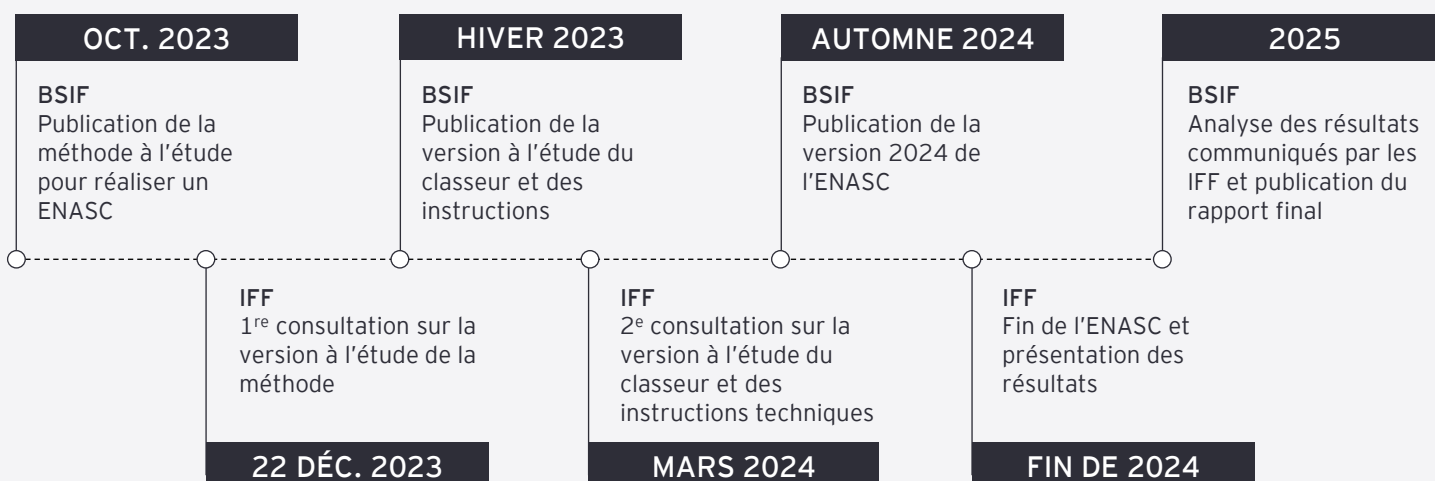 OCT. 2023
BSIF
Publication de la
méthode à l'étude
pour réaliser un
ENASC
HIVER 2023
BSIF
Publication de la
version à l'étude du
classeur et des
instructions
AUTOMNE 2024
BSIF
Publication de la
version 2024 de
l'ENASC
2025
BSIF
Analyse des résultats
communiqués par les
IFF et publication du
rapport final
IFF
1re consultation sur la
version à l'étude de la
méthode
22 DÉC. 2023
IFF
2e consultation sur la
version à l'étude du
classeur et des
instructions techniques
MARS 2024
IFF
Fin de l'ENASC et
présentation des
résultats
FIN DE 2024